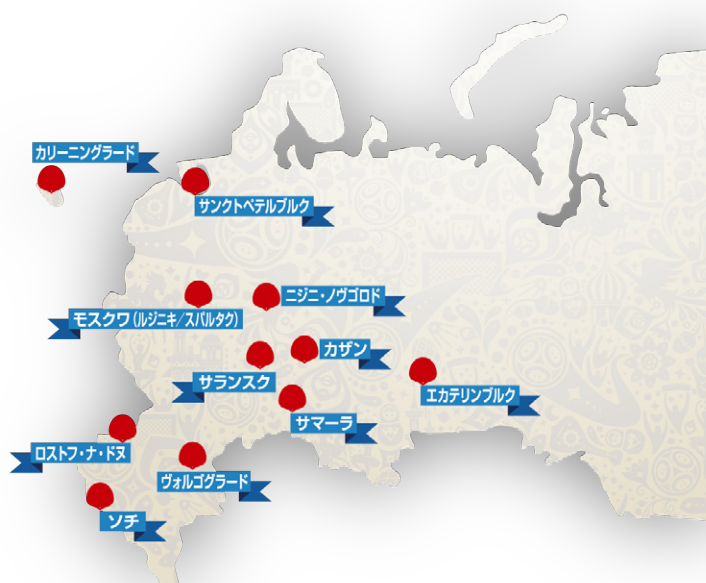 カリーニングラード
サンクトペテルブルク
ニジニ・ノヴゴロド
モスクワ(ルジニキ/スパルタク)
カザン
サランスク
エカテリンブルク
サマーラ
ロストフ・ナ・ドヌ
ヴォルゴグラード
ソチ